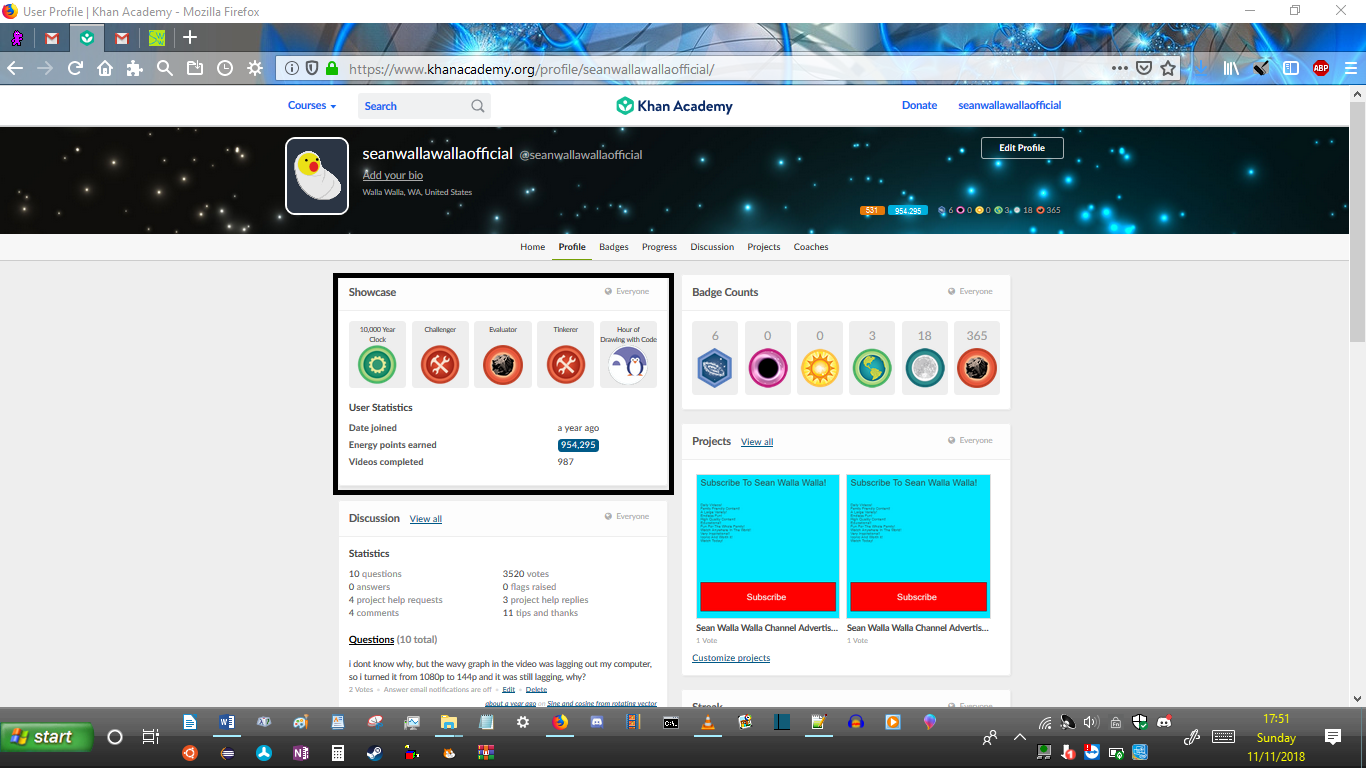 User Profile | Khan Academy - Mozilla Firefox
https://www.khanacademy.org/profile/seanwallawallaofficial/
ABP
Courses
Search
Khan Academy
Donate
seanwallawallaofficial
seanwallawallaofficial @seanwallawallaofficial
Edit Profile
Add your bio
Walla Walla, WA, United States
531 954,295 6 0 0 3 18 365
Home Profile Badges Progress Discussion Projects Coaches
Showcase
Everyone
10,000 Year Clock
Challenger
Evaluator
Tinkerer
Hour of Drawing with Code
User Statistics
Date joined a year ago
Energy points earned 954,295
Videos completed 987
Badge Counts
Everyone
6 0 0 3 18 365
Discussion View all
Everyone
Statistics
10 questions 3520 votes
0 answers 0 flags raised
4 project help requests 3 project help replies
4 comments 11 tips and thanks
Questions (10 total)
i dont know why, but the wavy graph in the video was lagging out my computer,
so i turned it from 1080p to 144p and it was still lagging, why?
2 Votes • Answer email notifications are off • Edit • Delete
about a year ago on Sine and cosine from rotating vector
Projects View all
Everyone
Subscribe To Sean Walla Walla!
Subscribe
Sean Walla Walla Channel Advertis...
1 Vote
Subscribe To Sean Walla Walla!
Subscribe
Sean Walla Walla Channel Advertis...
1 Vote
Customize projects
Streak
Everyone
start
17:51
Sunday
11/11/2018